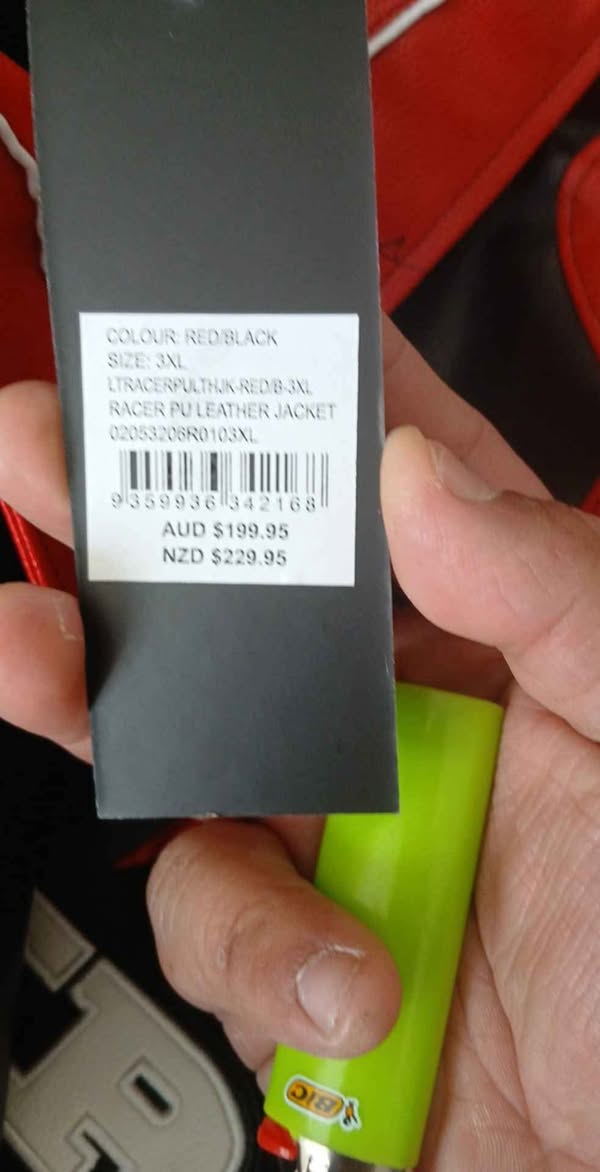 COLOUR: RED/BLACK
SIZE: 3XL
LTRACERPULTHJK-RED/B-3XL
RACER PU LEATHER JACKET
02053206R0103XL
9 359936 342168
AUD $199.95
NZD $229.95
BIC